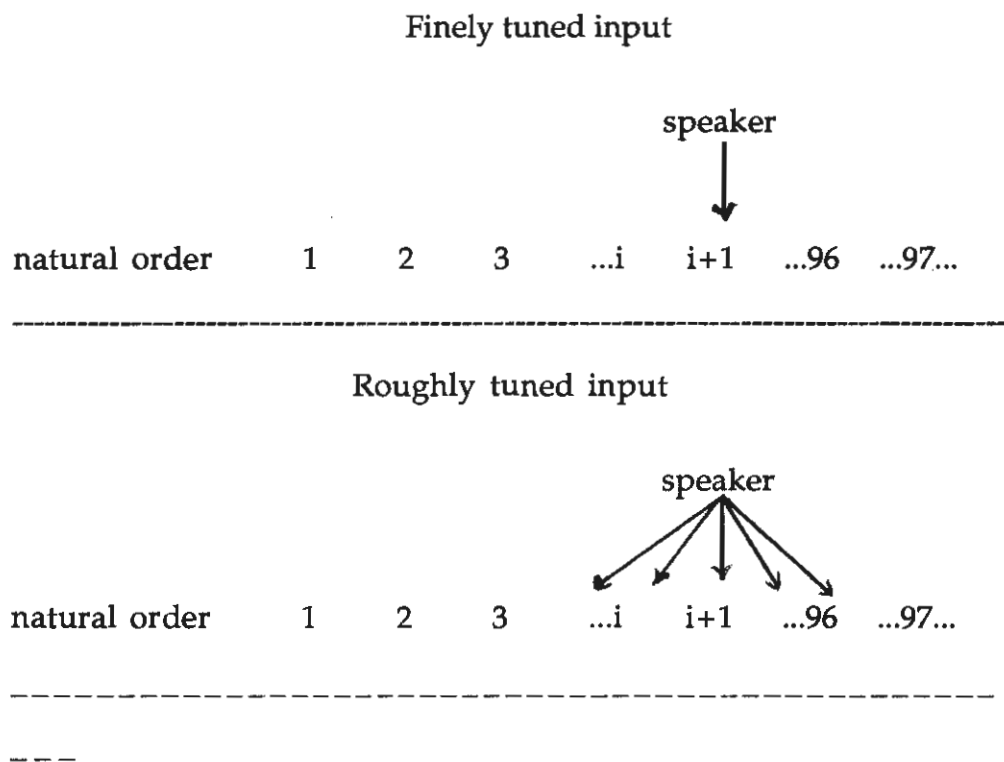 Finely tuned input
speaker
natural order 1 2 3 ...i i+1 ...96 ...97...
Roughly tuned input
speaker
natural order 1 2 3 ...i i+1 ...96 ...97...